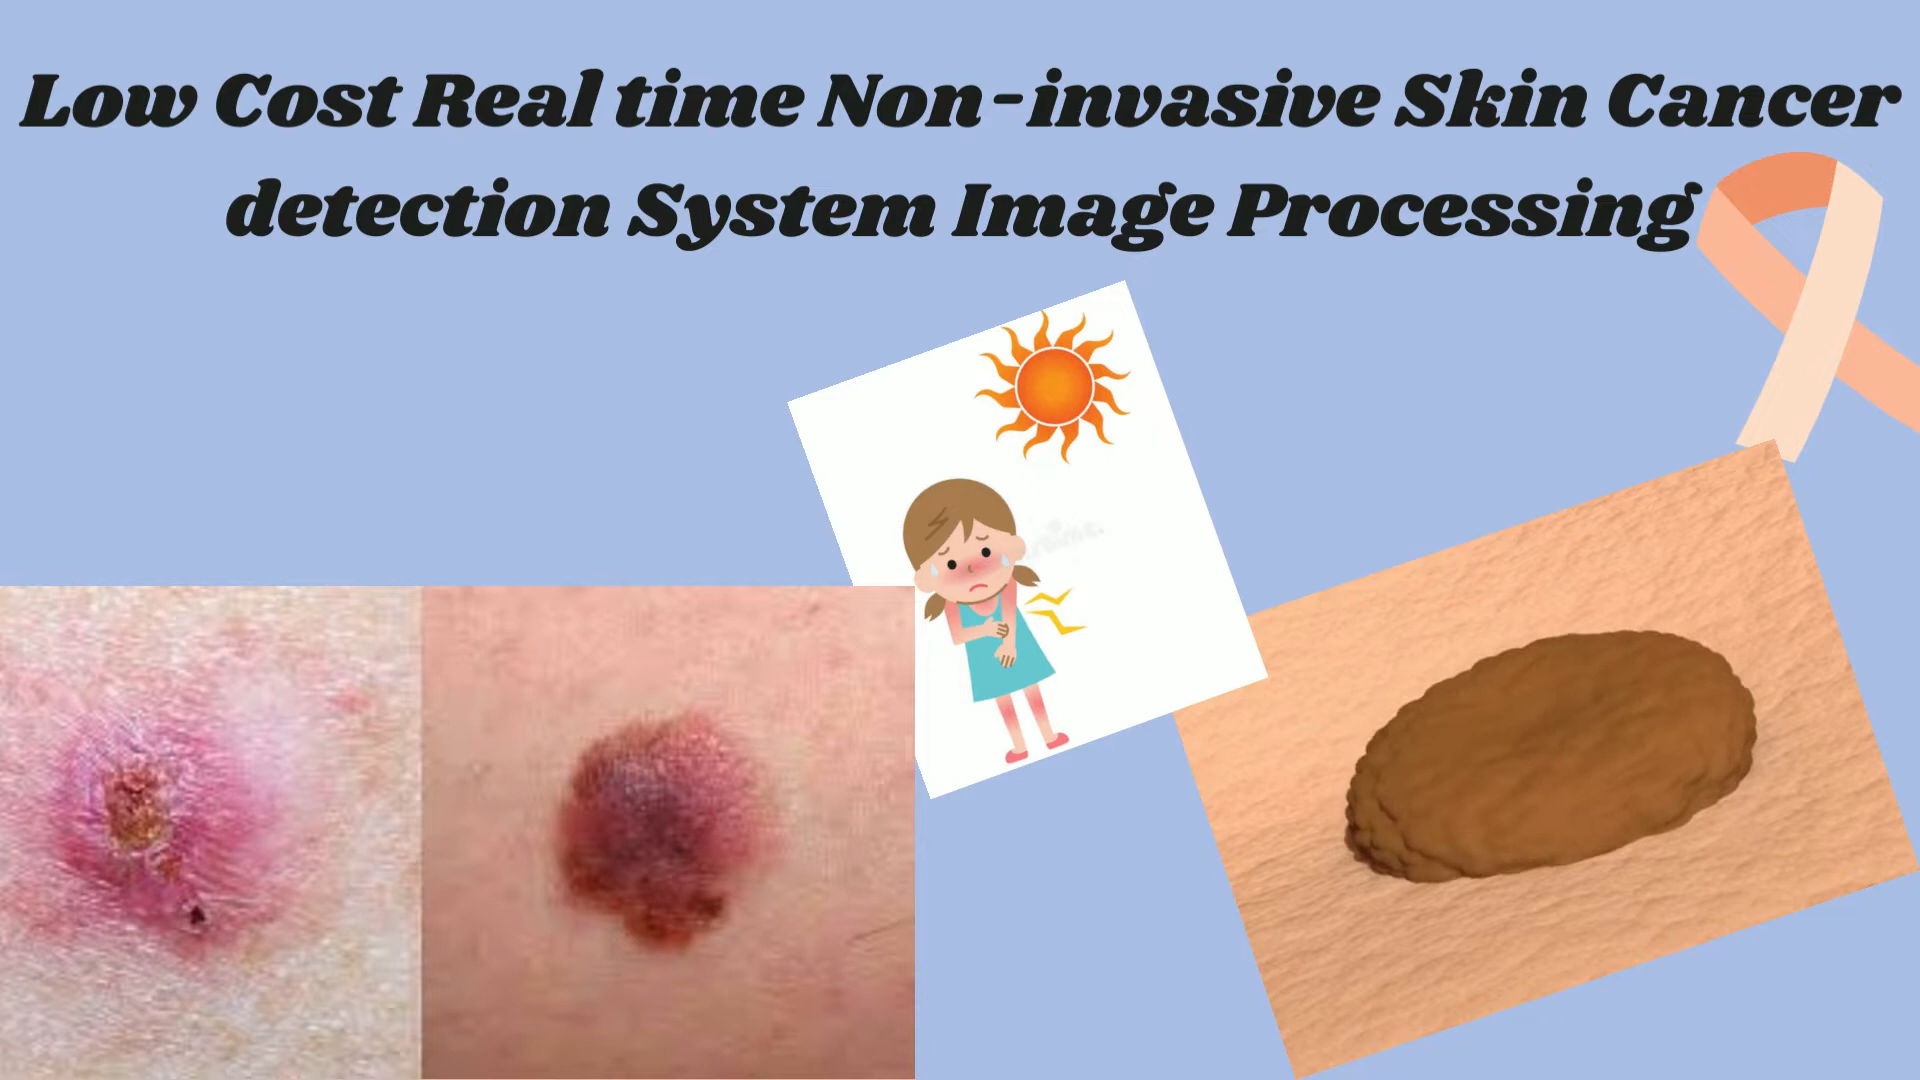 Low Cost Real time Non-invasive Skin Cancer
detection System Image Processing